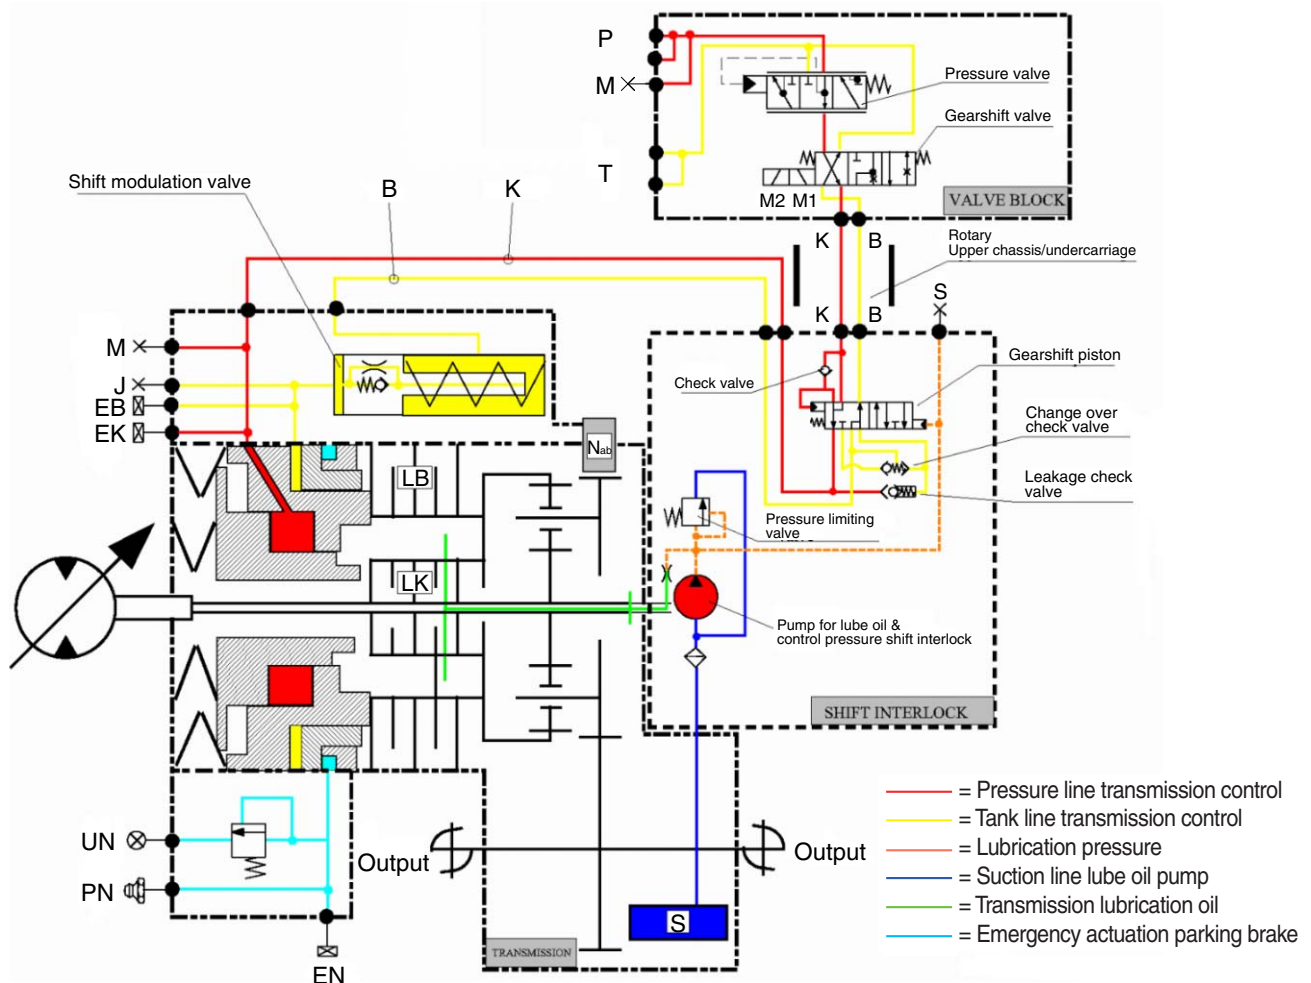 P
M
T
Pressure valve
Gearshift valve
M2 M1
VALVE BLOCK
K
B
Rotary
Upper chassis/undercarriage
Shift modulation valve
B
K
K
B
S
Gearshift piston
Check valve
Change over
check valve
Leakage check
valve
M
J
EB
EK
Nab
LB
LK
Pressure limiting
valve
Pump for lube oil &
control pressure shift interlock
SHIFT INTERLOCK
UN
PN
EN
Output
Output
S
TRANSMISSION
= Pressure line transmission control
= Tank line transmission control
= Lubrication pressure
= Suction line lube oil pump
= Transmission lubrication oil
= Emergency actuation parking brake